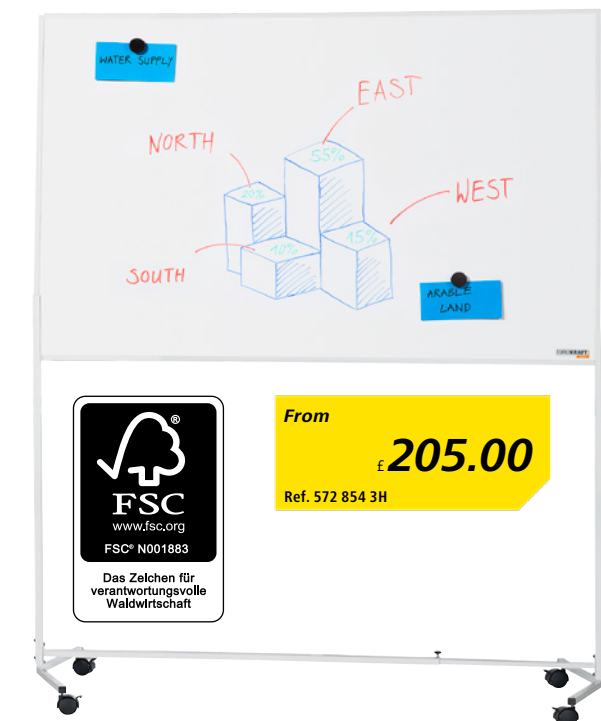 WATER SUPPLY
EAST
55%
NORTH
20%
WEST
15%
10%
SOUTH
ARABLE
LAND
EUROKRAFT
®
FSC
www.fsc.org
FSC® N001883
Das Zeichen für
verantwortungsvolle
Waldwirtschaft
From
£205.00
Ref. 572 854 3H